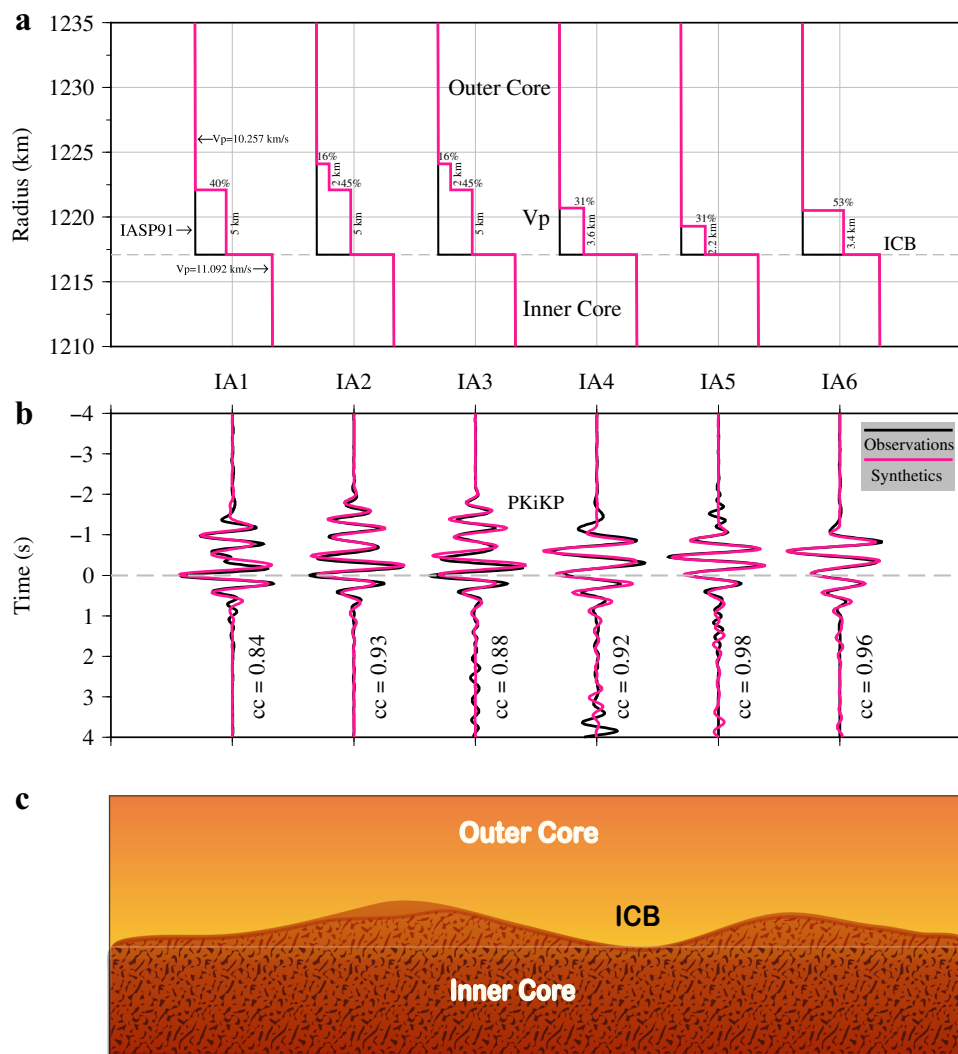 a
1235
1230
1225
1220
1215
1210
Radius (km)
Outer Core
←Vp=10.257 km/s
16%
2 km
16%
2 km
40%
45%
45%
5 km
5 km
5 km
31%
3.6 km
31%
2.2 km
53%
3.4 km
Vp
IASP91→
ICB
Vp=11.092 km/s→
Inner Core
IA1 IA2 IA3 IA4 IA5 IA6
b
−4
−3
−2
−1
0
1
2
3
4
Time (s)
Observations
Synthetics
PKiKP
cc = 0.84
cc = 0.93
cc = 0.88
cc = 0.92
cc = 0.98
cc = 0.96
c
Outer Core
ICB
Inner Core